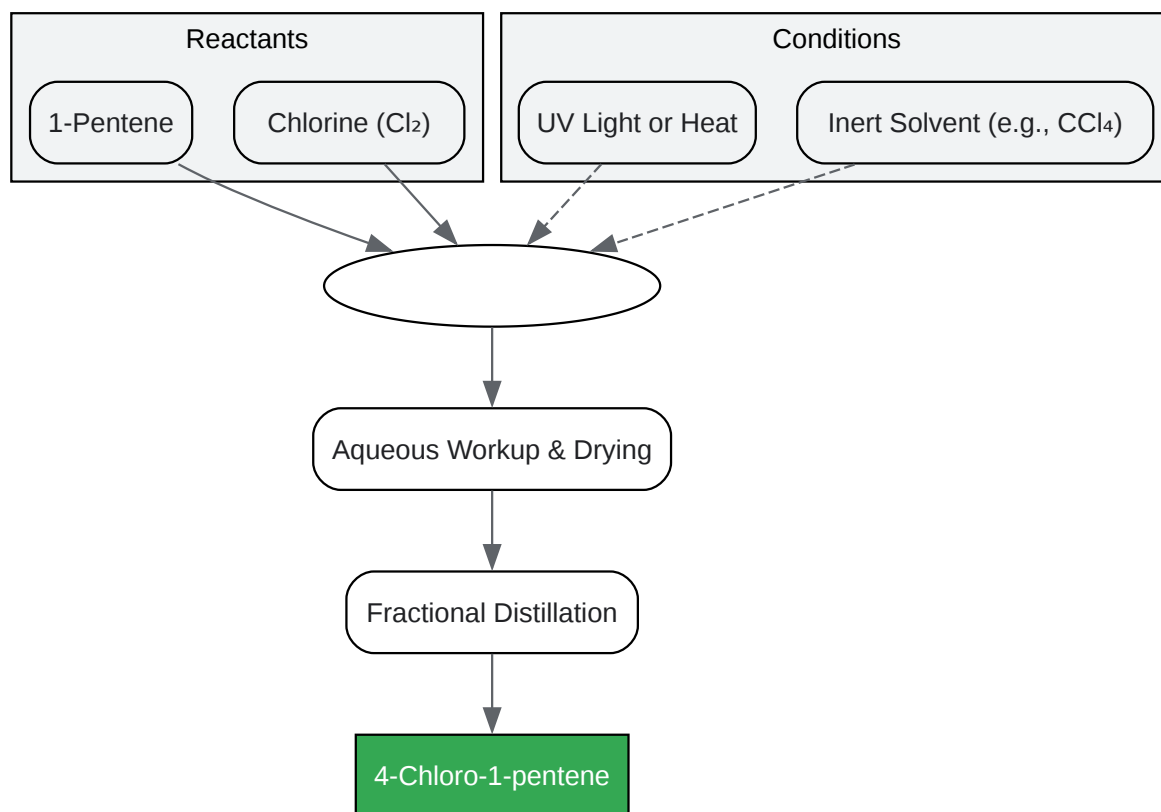 Reactants
Conditions
1-Pentene
Chlorine (Cl₂)
UV Light or Heat
Inert Solvent (e.g., CCl₄)
Aqueous Workup & Drying
Fractional Distillation
4-Chloro-1-pentene